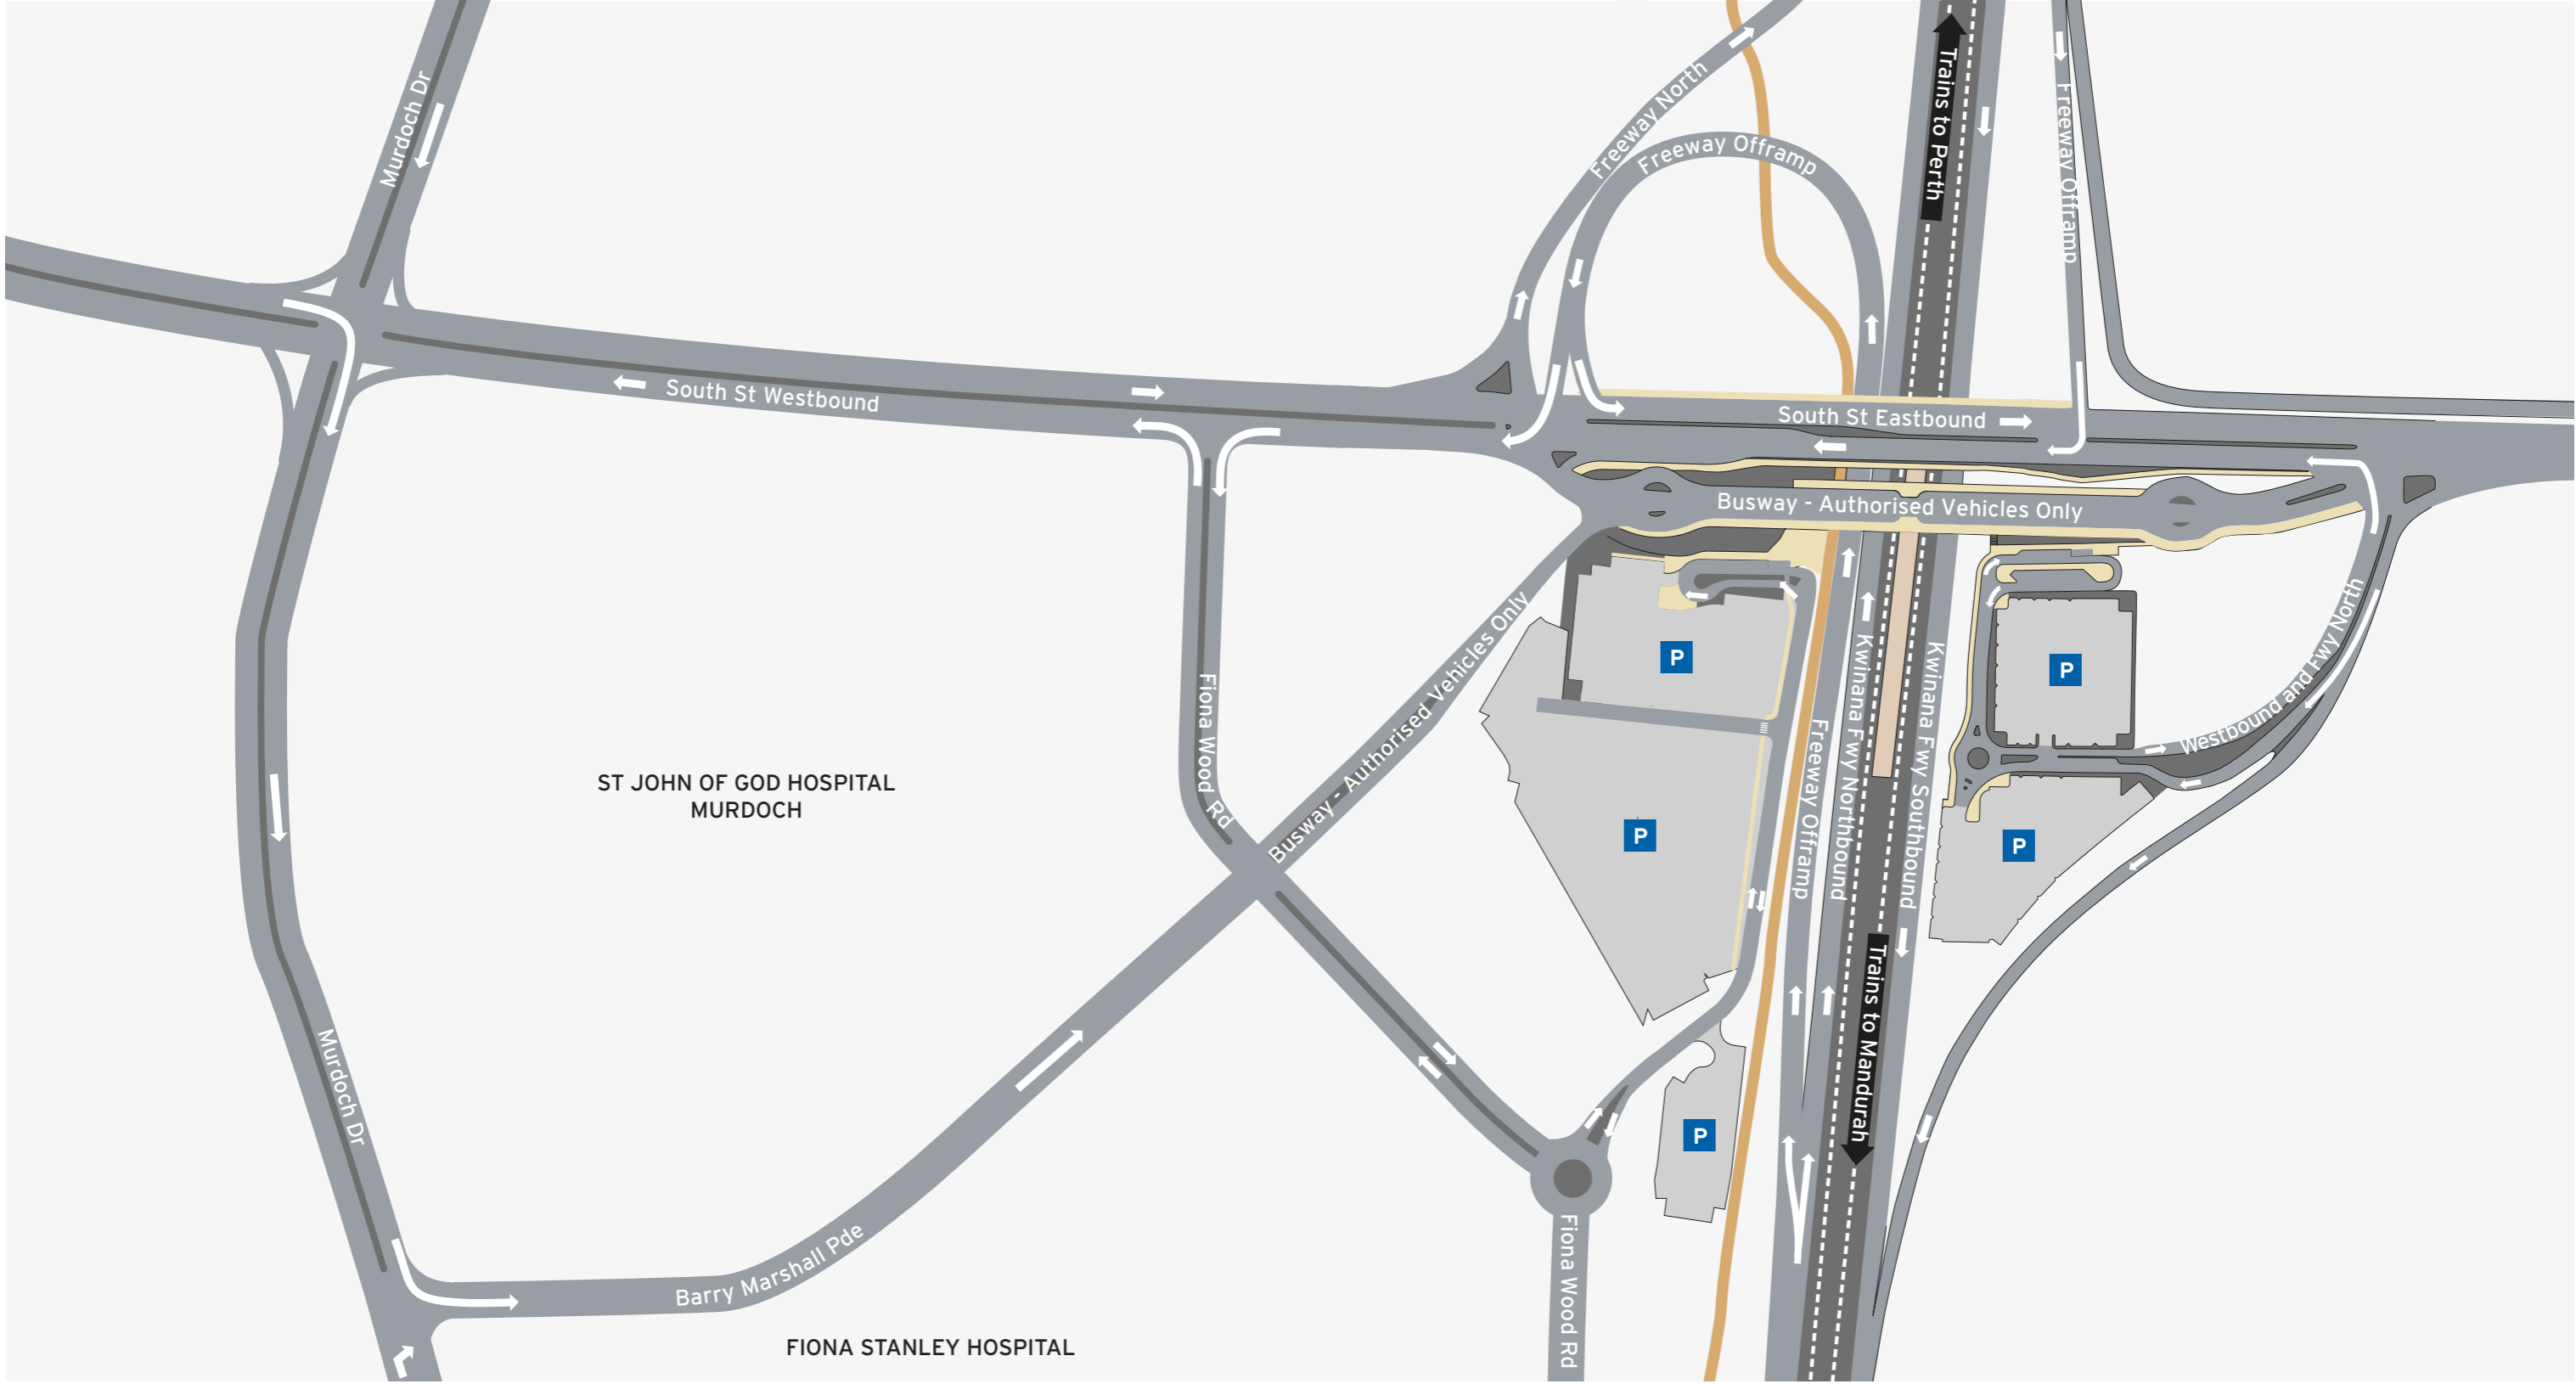 Murdoch Dr
Freeway North
Freeway Offramp
Trains to Perth
Freeway Offramp
South St Westbound
South St Eastbound
Busway - Authorised Vehicles Only
Busway - Authorised Vehicles Only
Fiona Wood Rd
P
P
Westbound and Fwy North
Kwinana Fwy Northbound
Kwinana Fwy Southbound
Freeway Offramp
ST JOHN OF GOD HOSPITAL
MURDOCH
P
P
Trains to Mandurah
Murdoch Dr
P
Barry Marshall Pde
Fiona Wood Rd
FIONA STANLEY HOSPITAL